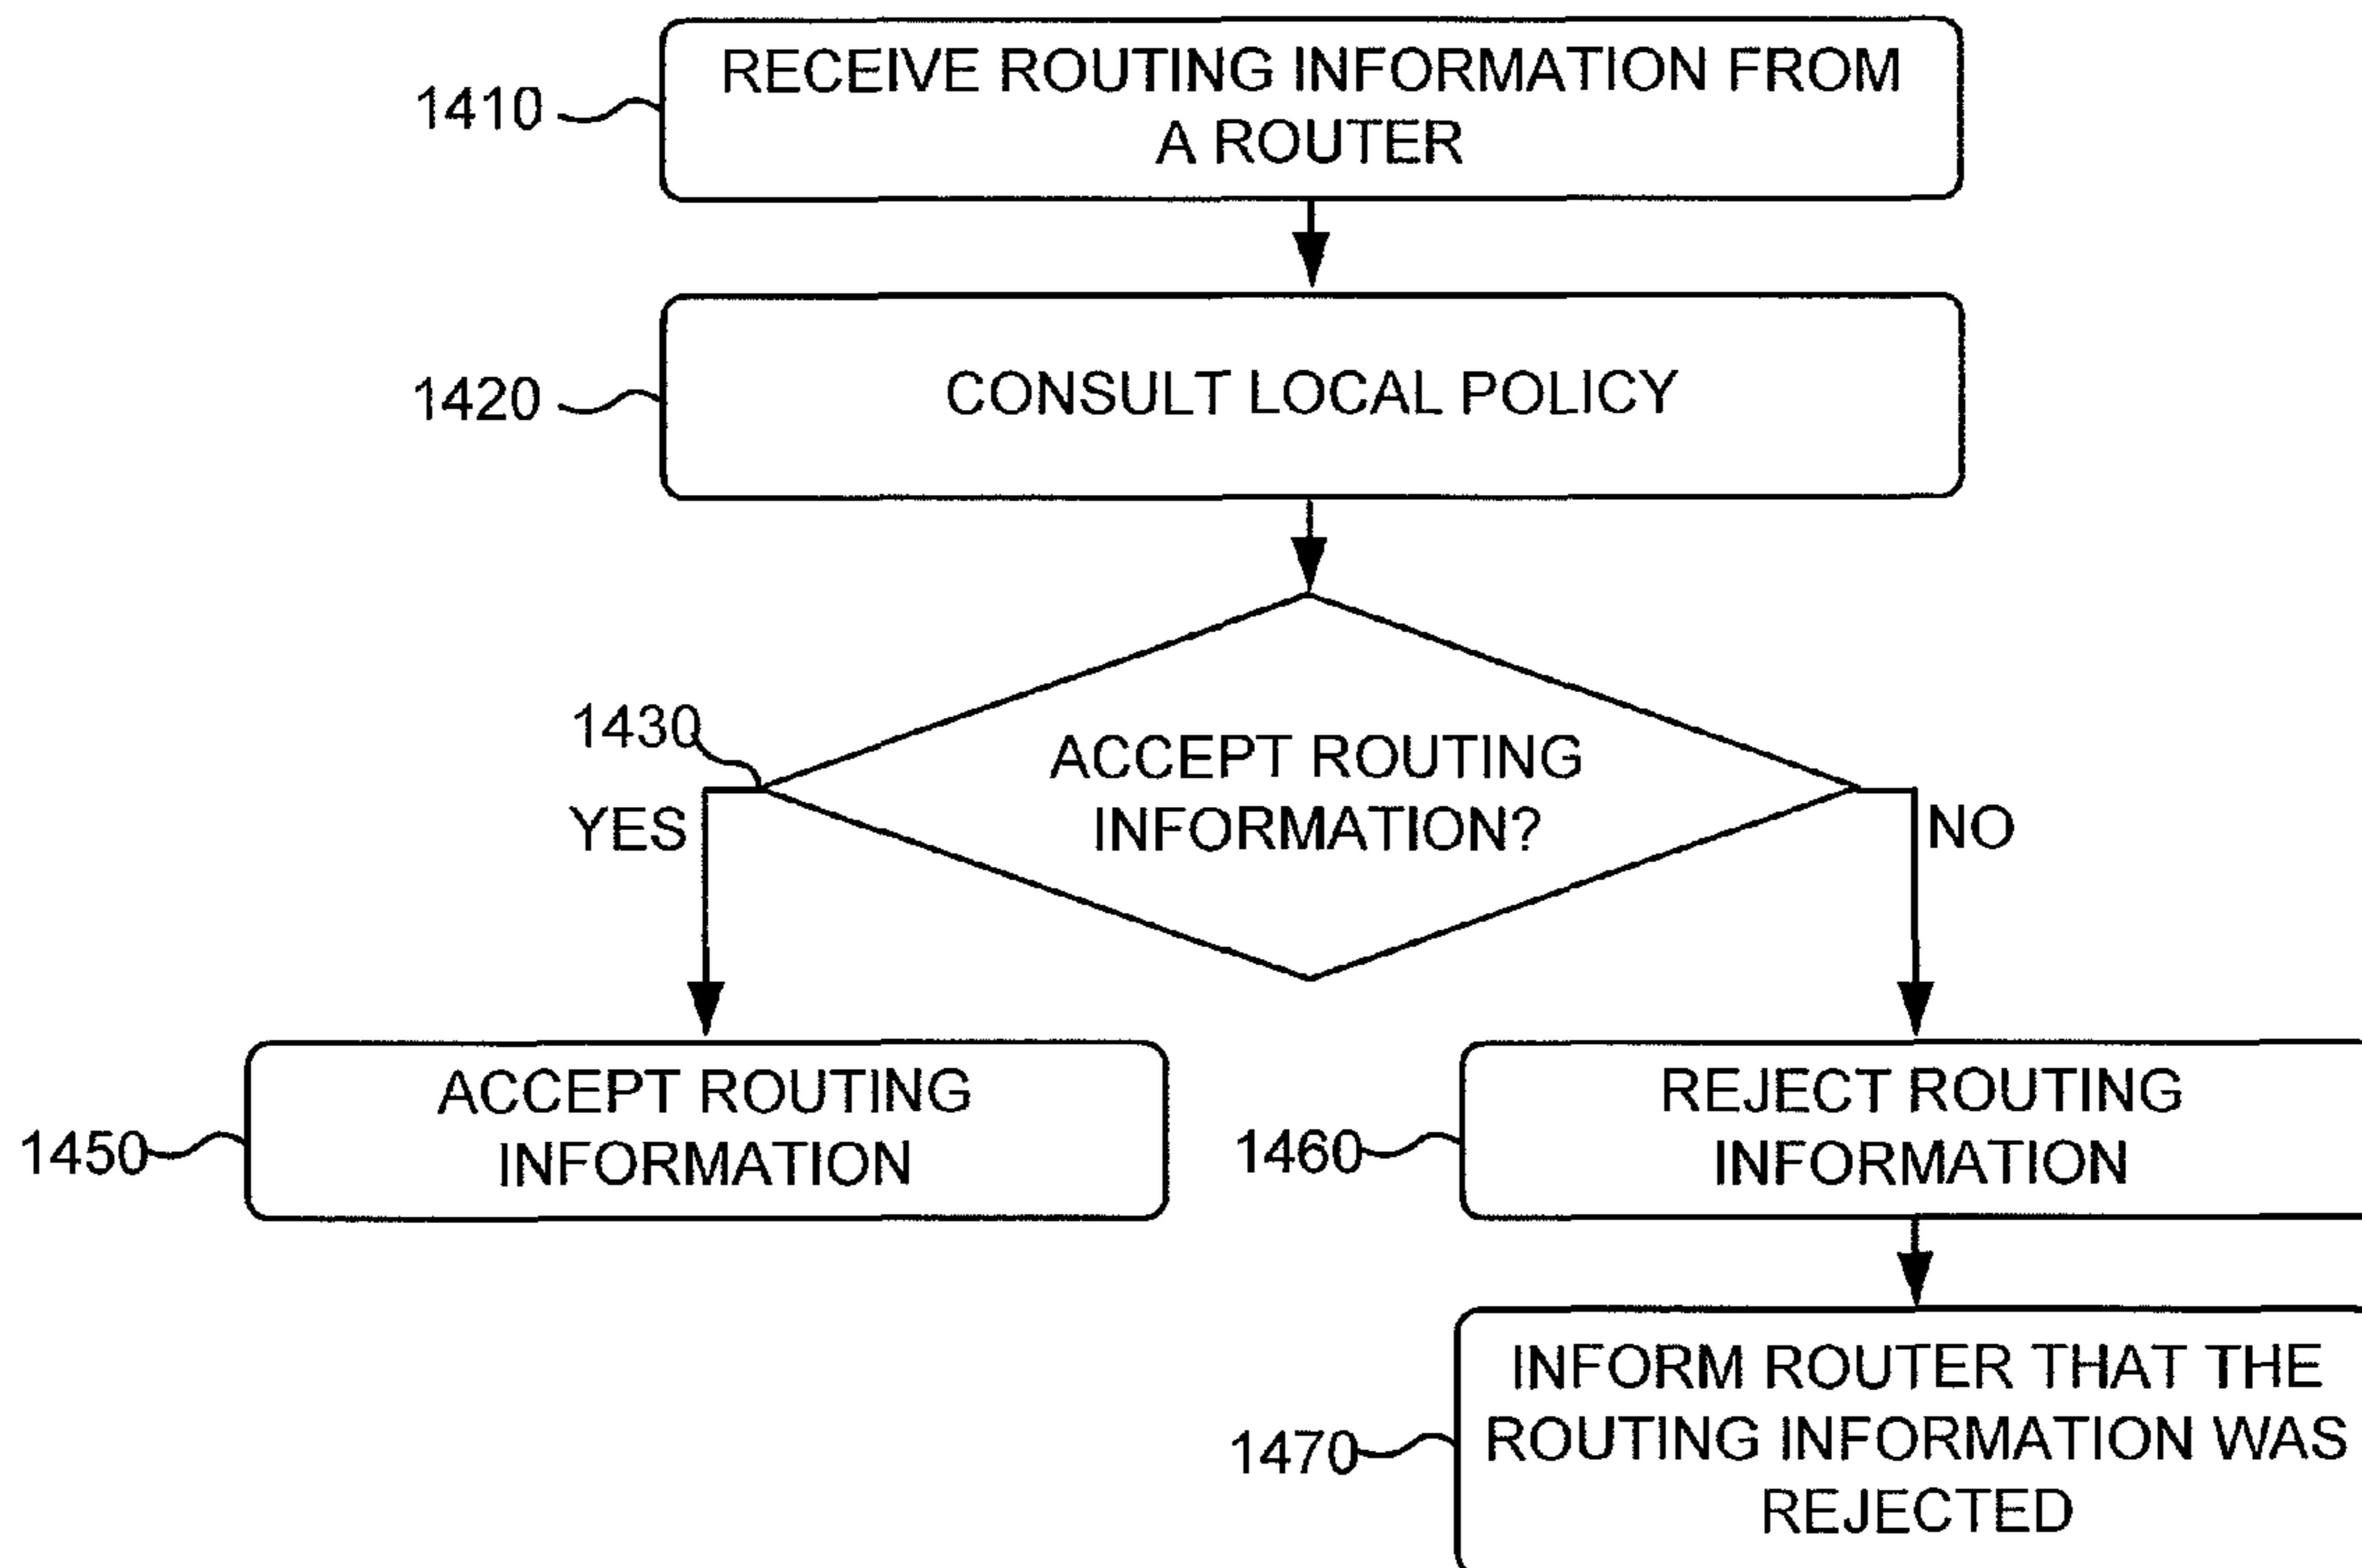 1410
RECEIVE ROUTING INFORMATION FROM
A ROUTER
1420
CONSULT LOCAL POLICY
1430
ACCEPT ROUTING
INFORMATION?
YES
NO
1450
ACCEPT ROUTING
INFORMATION
1460
REJECT ROUTING
INFORMATION
1470
INFORM ROUTER THAT THE
ROUTING INFORMATION WAS
REJECTED